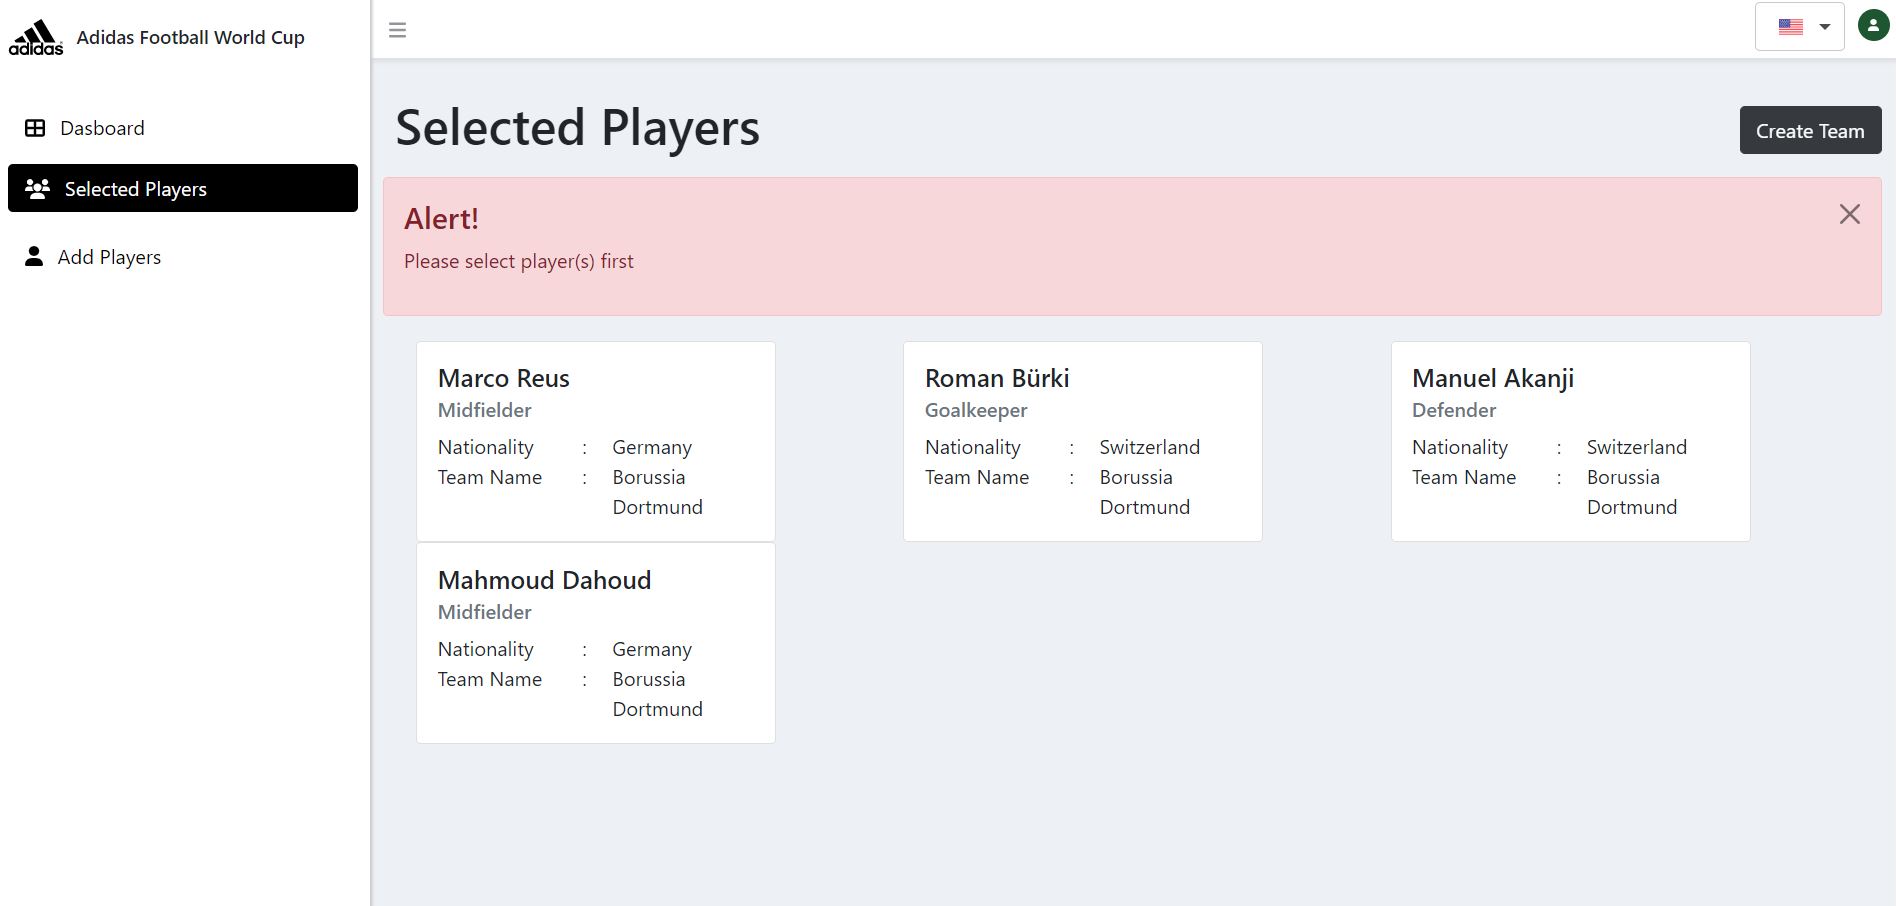 adidas
Adidas Football World Cup
Dasboard
Selected Players
Add Players
Selected Players
Create Team
Alert!
Please select player(s) first
Marco Reus
Midfielder
Nationality : Germany
Team Name : Borussia
Dortmund
Roman Bürki
Goalkeeper
Nationality : Switzerland
Team Name : Borussia
Dortmund
Manuel Akanji
Defender
Nationality : Switzerland
Team Name : Borussia
Dortmund
Mahmoud Dahoud
Midfielder
Nationality : Germany
Team Name : Borussia
Dortmund